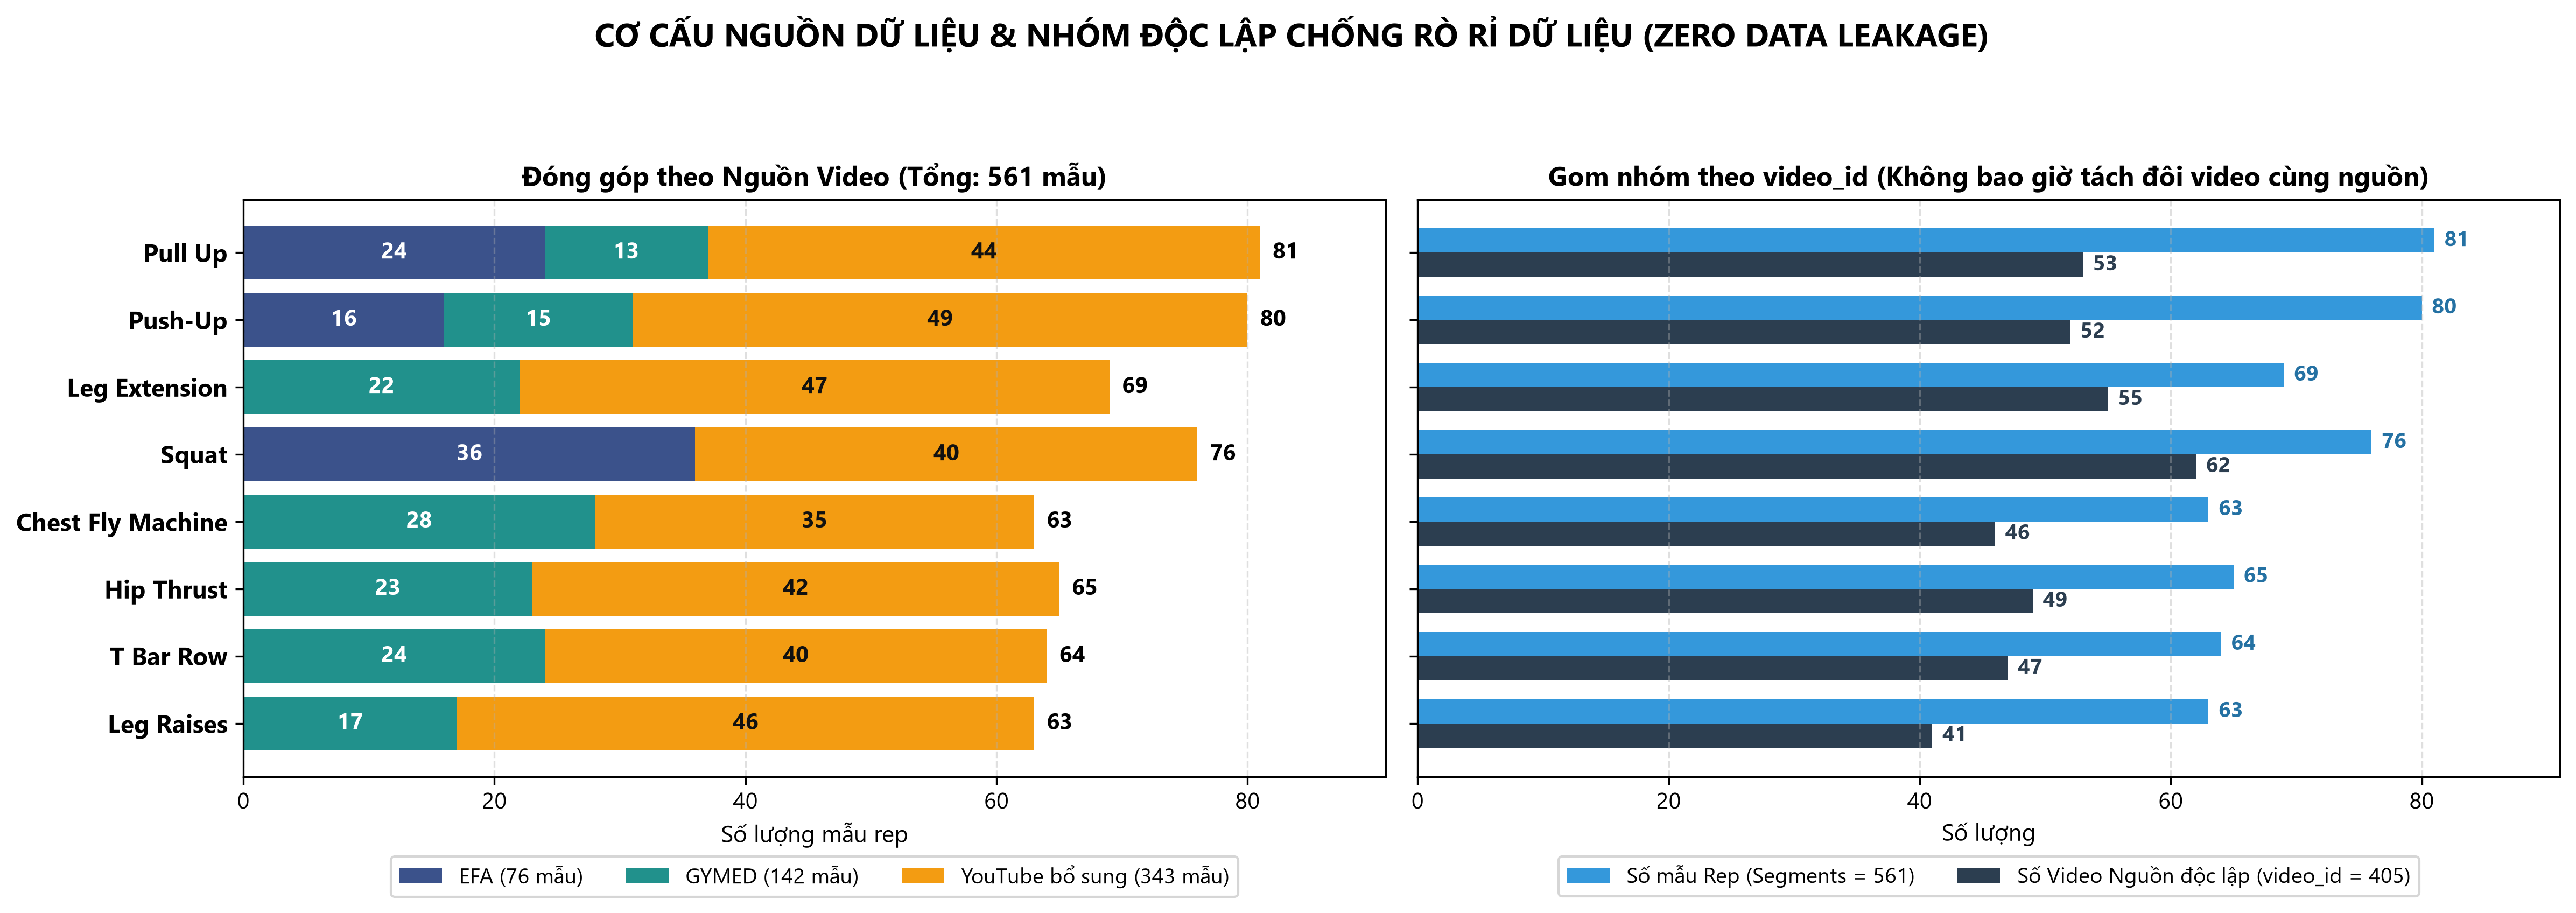 CƠ CẤU NGUỒN DỮ LIỆU & NHÓM ĐỘC LẬP CHỐNG RÒ RỈ DỮ LIỆU (ZERO DATA LEAKAGE)
Đóng góp theo Nguồn Video (Tổng: 561 mẫu)
Pull Up 24 13 44 81
Push-Up 16 15 49 80
Leg Extension 22 47 69
Squat 36 40 76
Chest Fly Machine 28 35 63
Hip Thrust 23 42 65
T Bar Row 24 40 64
Leg Raises 17 46 63
0 20 40 60 80
Số lượng mẫu rep
EFA (76 mẫu) GYMED (142 mẫu) YouTube bổ sung (343 mẫu)
Gom nhóm theo video_id (Không bao giờ tách đôi video cùng nguồn)
81
53
80
52
69
55
76
62
63
46
65
49
64
47
63
41
0 20 40 60 80
Số lượng
Số mẫu Rep (Segments = 561) Số Video Nguồn độc lập (video_id = 405)